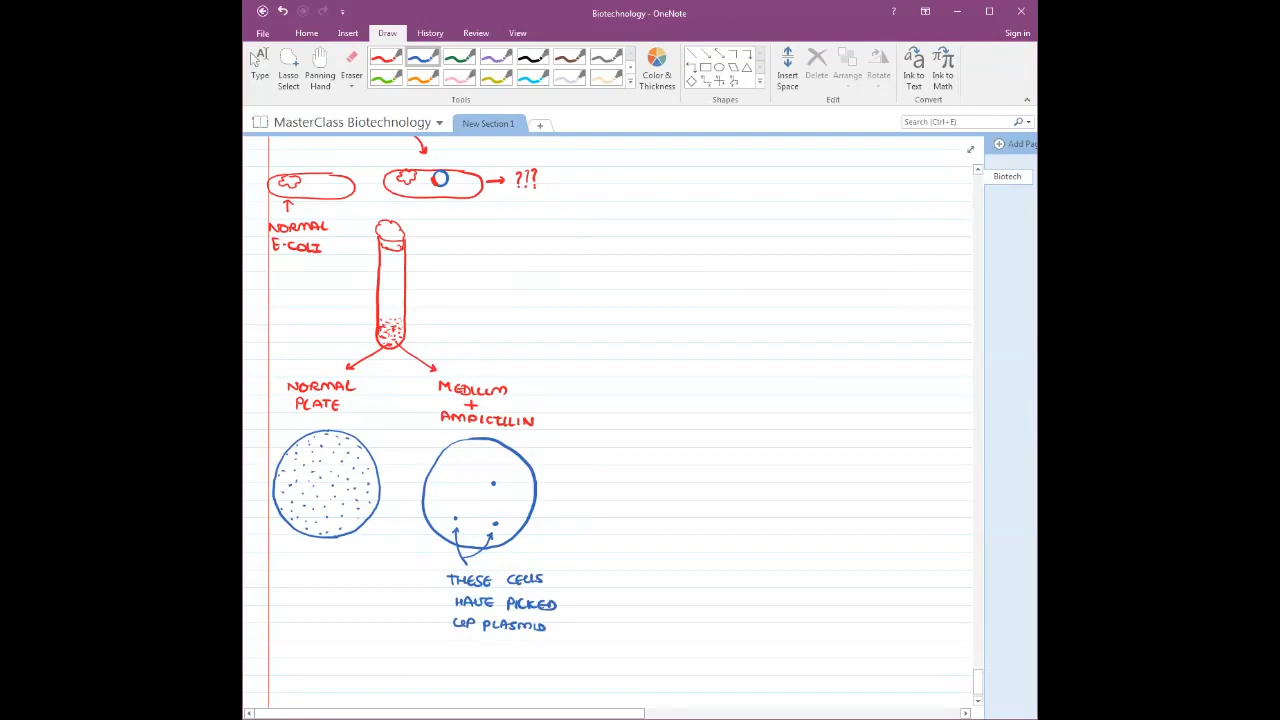 Biotechnology - OneNote
File Home Insert Draw History Review View Sign in
Type Lasso Select Panning Hand Eraser Color & Thickness Insert Space Delete Arrange Rotate Ink to Text Ink to Math
Tools Shapes Edit Convert
MasterClass Biotechnology New Section 1 Search (Ctrl+E)
Add Pag
Biotech
→ ???
NORMAL
E-COLI
NORMAL
PLATE
MEDIUM
+
AMPICILLIN
THESE CELLS
HAVE PICKED
UP PLASMID